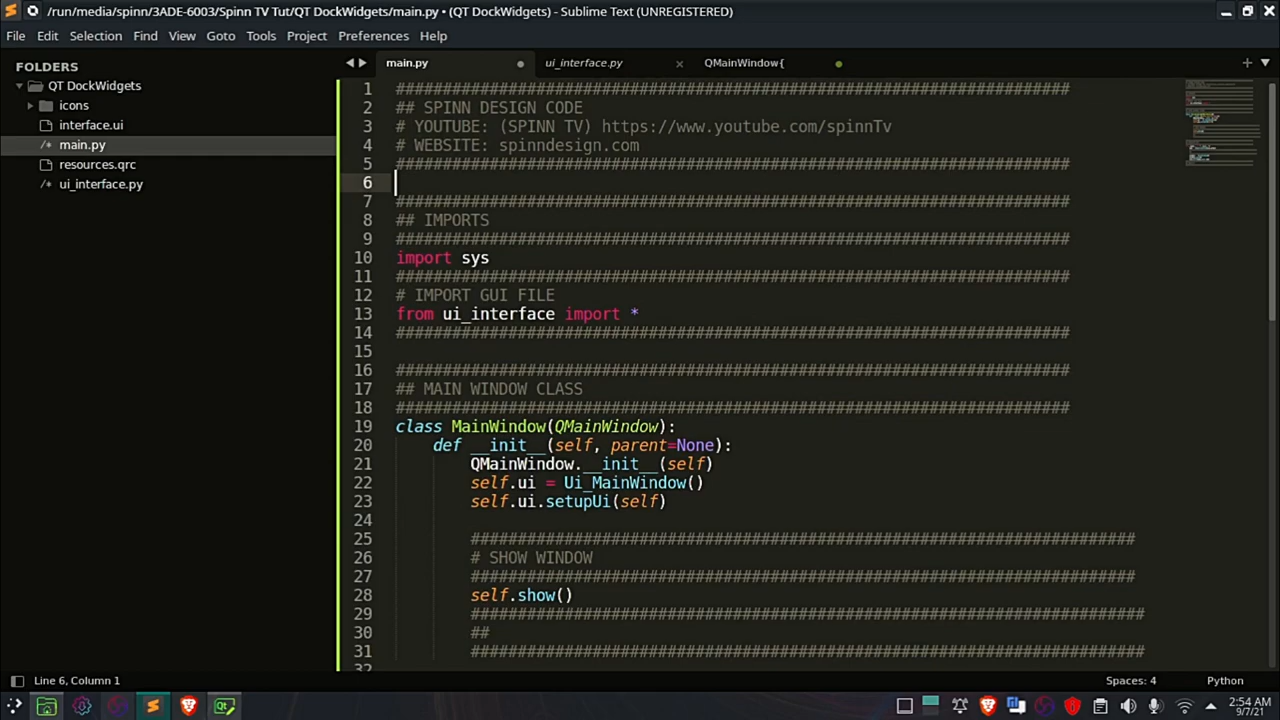 /run/media/spinn/3ADE-6003/Spinn TV Tut/QT DockWidgets/main.py • (QT DockWidgets) - Sublime Text (UNREGISTERED)
File Edit Selection Find View Goto Tools Project Preferences Help
FOLDERS
QT DockWidgets
icons
interface.ui
/* main.py
resources.qrc
/* ui_interface.py
main.py ui_interface.py QMainWindow{
1 ########################################################################
2 ## SPINN DESIGN CODE
3 # YOUTUBE: (SPINN TV) https://www.youtube.com/spinnTv
4 # WEBSITE: spinndesign.com
5 ########################################################################
6
7 ########################################################################
8 ## IMPORTS
9 ########################################################################
10 import sys
11 ########################################################################
12 # IMPORT GUI FILE
13 from ui_interface import *
14 ########################################################################
15
16 ########################################################################
17 ## MAIN WINDOW CLASS
18 ########################################################################
19 class MainWindow(QMainWindow):
20 def __init__(self, parent=None):
21 QMainWindow.__init__(self)
22 self.ui = Ui_MainWindow()
23 self.ui.setupUi(self)
24
25 #######################################################################
26 # SHOW WINDOW
27 #######################################################################
28 self.show()
29 ########################################################################
30 ##
31 ########################################################################
32
Line 6, Column 1 Spaces: 4 Python
2:54 AM
9/7/21